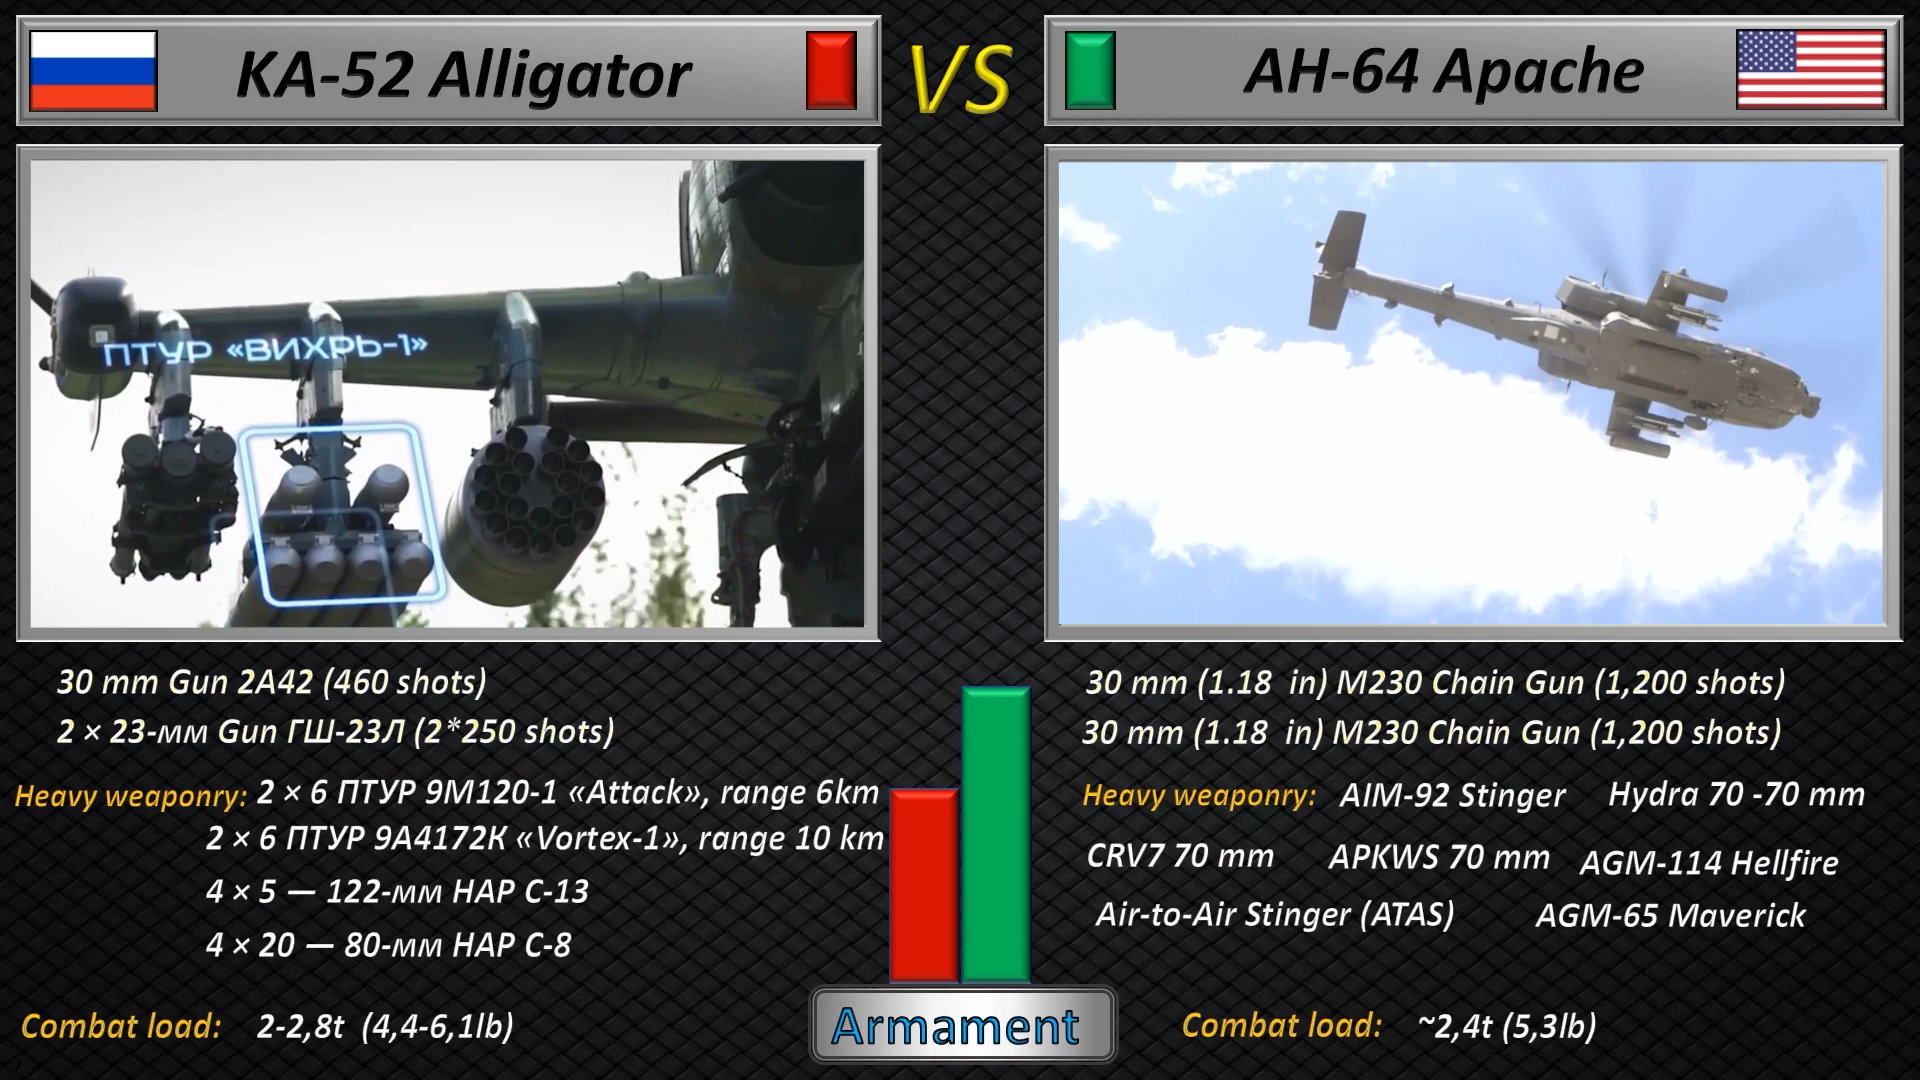 KA-52 Alligator
VS
AH-64 Apache
ПТУР «ВИХРЬ-1»
30 mm Gun 2A42 (460 shots)
2 × 23-мм Gun ГШ-23Л (2*250 shots)
Heavy weaponry: 2 × 6 ПТУР 9М120-1 «Attack», range 6km
2 × 6 ПТУР 9А4172К «Vortex-1», range 10 km
4 × 5 — 122-мм НАР С-13
4 × 20 — 80-мм НАР С-8
Combat load: 2-2,8t (4,4-6,1lb)
30 mm (1.18 in) M230 Chain Gun (1,200 shots)
30 mm (1.18 in) M230 Chain Gun (1,200 shots)
Heavy weaponry: AIM-92 Stinger Hydra 70 -70 mm
CRV7 70 mm APKWS 70 mm AGM-114 Hellfire
Air-to-Air Stinger (ATAS) AGM-65 Maverick
Combat load: ~2,4t (5,3lb)
Armament